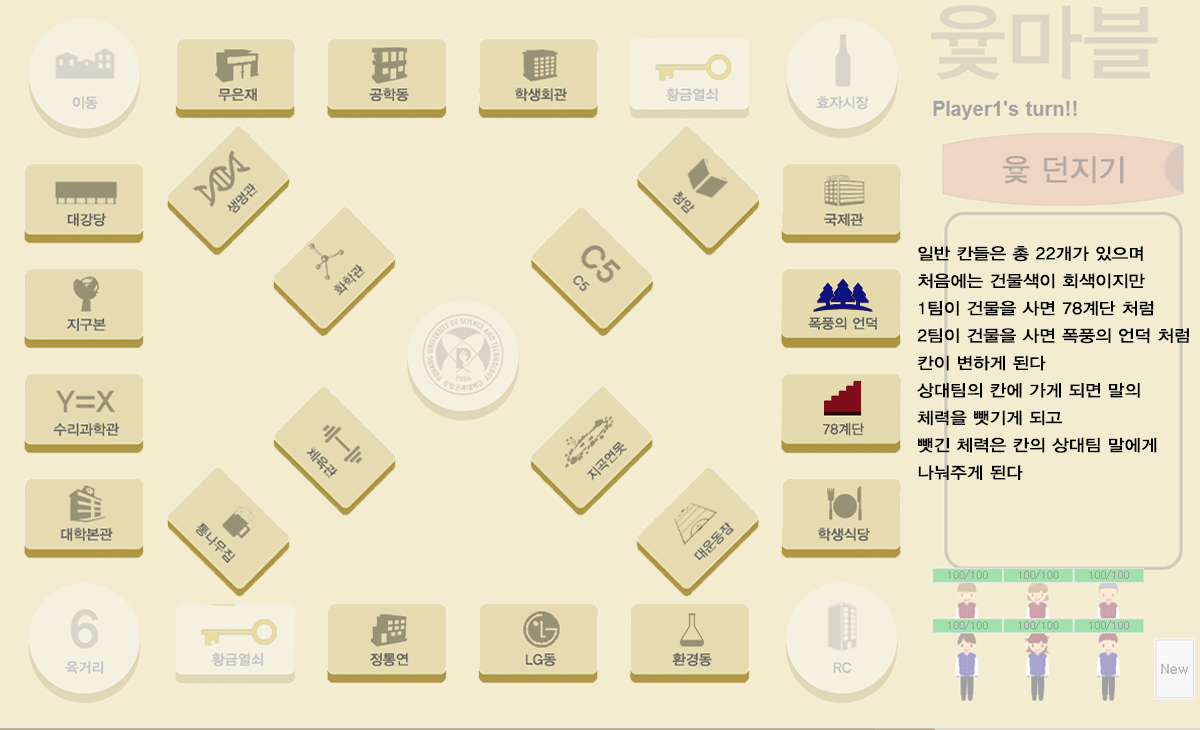 윷마블
Player1's turn!!
윷 던지기
이동
무은재
공학동
학생회관
황금열쇠
효자시장
대강당
생명관
청암
국제관
지구본
화학관
C5
C5
폭풍의 언덕
Y=X
수리과학관
POHANG UNIVERSITY OF SCIENCE AND TECHNOLOGY
1986
78계단
대학본관
체육관
지곡연못
학생식당
통나무집
대운동장
6
육거리
황금열쇠
정통연
LG동
환경동
RC
일반 칸들은 총 22개가 있으며
처음에는 건물색이 회색이지만
1팀이 건물을 사면 78계단 처럼
2팀이 건물을 사면 폭풍의 언덕 처럼
칸이 변하게 된다
상대팀의 칸에 가게 되면 말의
체력을 뺏기게 되고
뺏긴 체력은 칸의 상대팀 말에게
나눠주게 된다
100/100 100/100 100/100
100/100 100/100 100/100
New